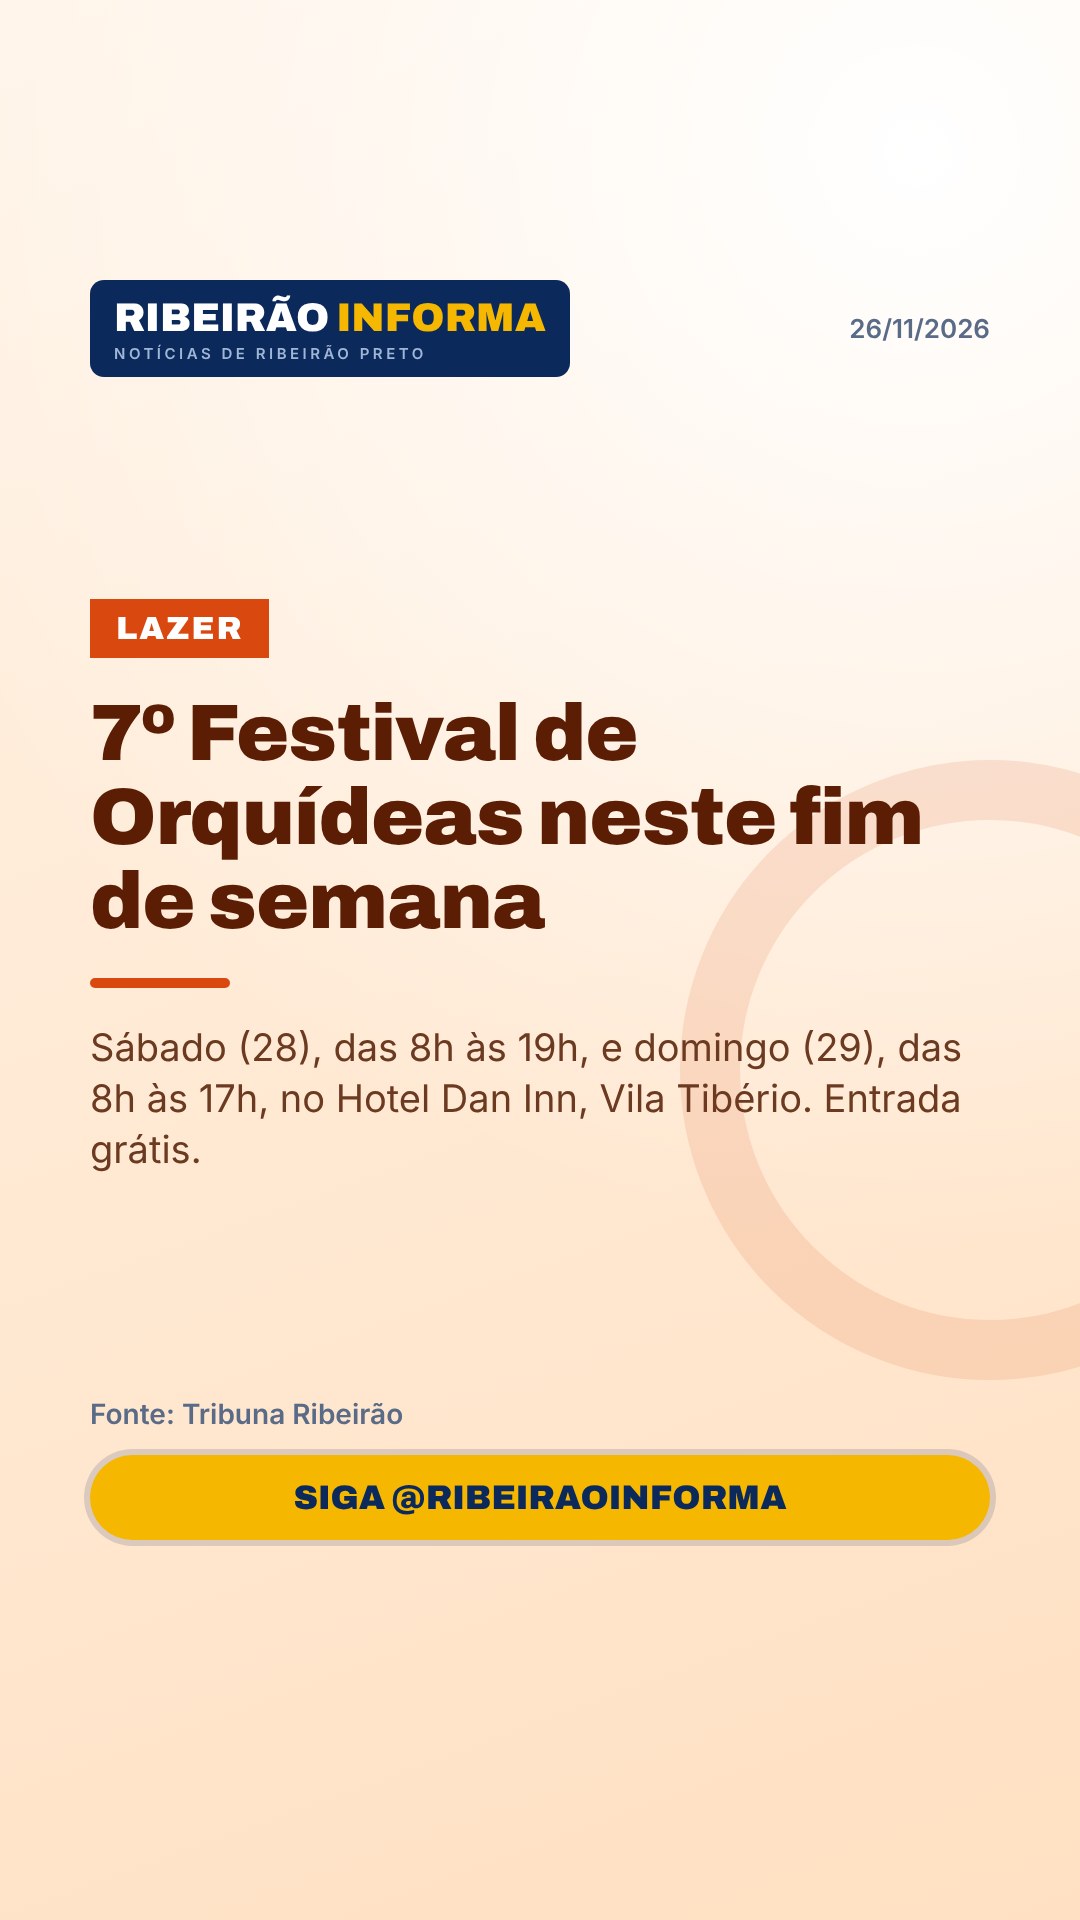 RIBEIRÃO INFORMA
NOTÍCIAS DE RIBEIRÃO PRETO
26/11/2026
LAZER
7º Festival de
Orquídeas neste fim
de semana
Sábado (28), das 8h às 19h, e domingo (29), das
8h às 17h, no Hotel Dan Inn, Vila Tibério. Entrada
grátis.
Fonte: Tribuna Ribeirão
SIGA @RIBEIRAOINFORMA